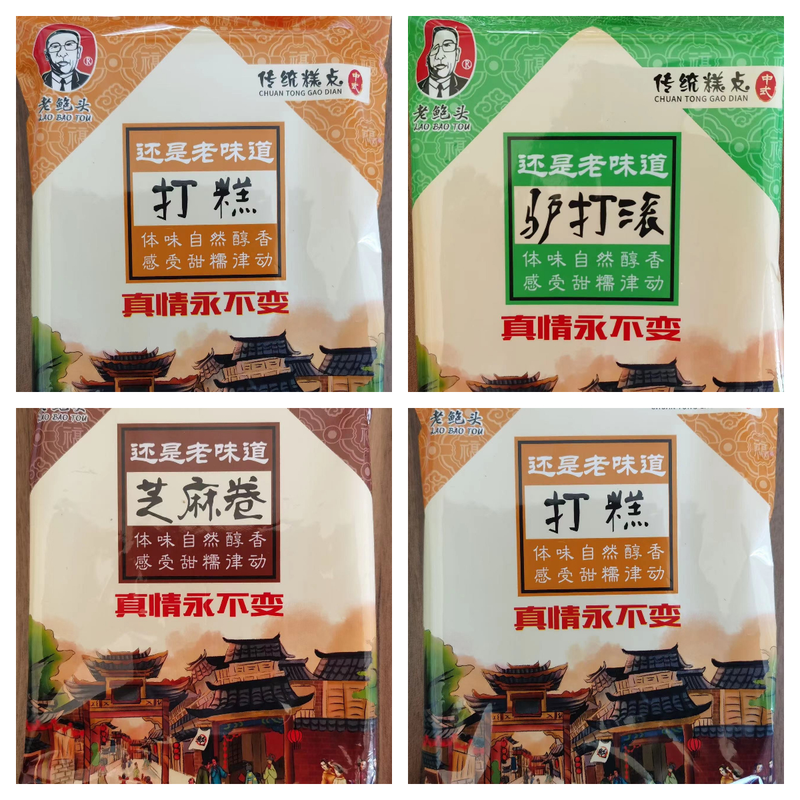 ®
老鲍头
LAO BAO TOU
传统糕点
中式
CHUAN TONG GAO DIAN
还是老味道
打糕
体味自然醇香
感受甜糯律动
真情永不变
®
老鲍头
LAO BAO TOU
传统糕点
中式
CHUAN TONG GAO DIAN
还是老味道
驴打滚
体味自然醇香
感受甜糯律动
真情永不变
LAO BAO TOU
还是老味道
芝麻卷
体味自然醇香
感受甜糯律动
真情永不变
老鲍头
LAO BAO TOU
还是老味道
打糕
体味自然醇香
感受甜糯律动
真情永不变